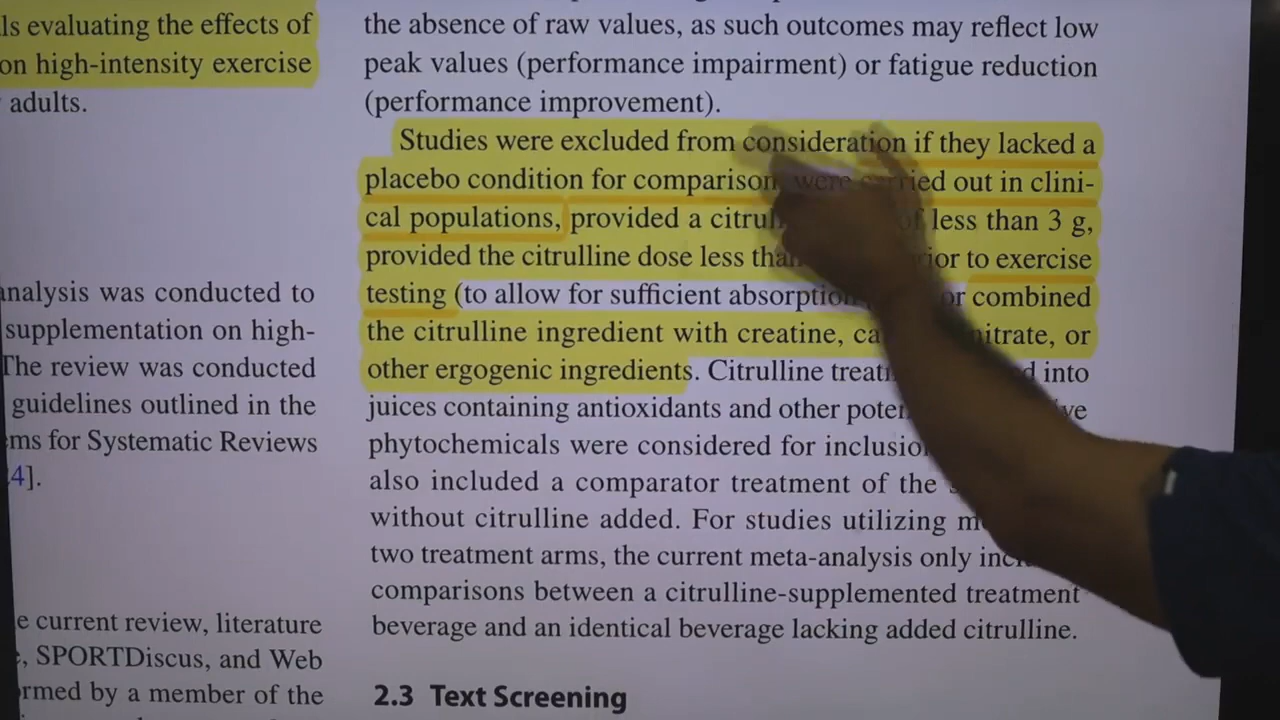 ls evaluating the effects of
on high-intensity exercise
adults.
analysis was conducted to
supplementation on high-
The review was conducted
guidelines outlined in the
ms for Systematic Reviews
4].
e current review, literature
, SPORTDiscus, and Web
rmed by a member of the
the absence of raw values, as such outcomes may reflect low
peak values (performance impairment) or fatigue reduction
(performance improvement).
Studies were excluded from consideration if they lacked a
placebo condition for comparison, were carried out in clini-
cal populations, provided a of less than 3 g,
provided the citrulline dose less than to exercise
testing (to allow for sufficient absorption or combined
the citrulline ingredient with creatine, nitrate, or
other ergogenic ingredients. Citrulline into
juices containing antioxidants and other
phytochemicals were considered for
also included a comparator treatment of the
without citrulline added. For studies utilizing
two treatment arms, the current meta-analysis only
comparisons between a citrulline-supplemented treatment
beverage and an identical beverage lacking added citrulline.
2.3 Text Screening